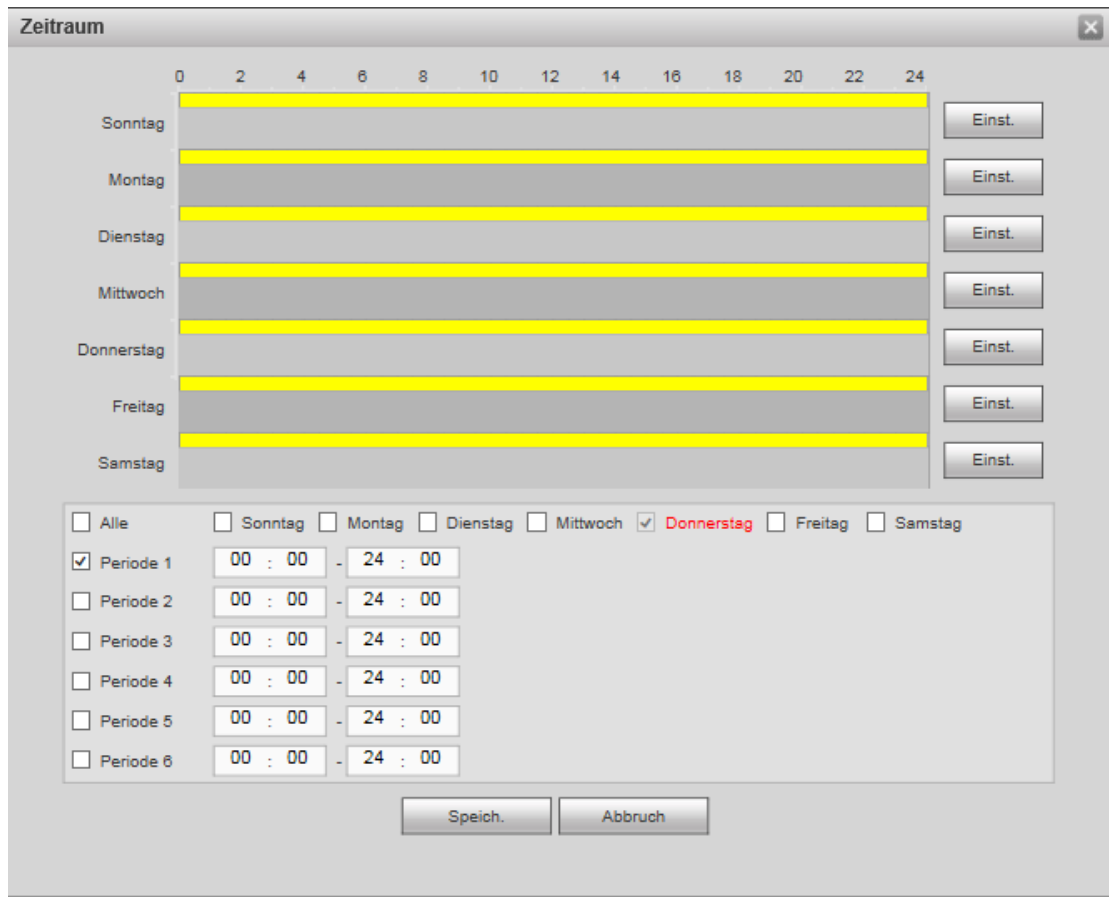 Zeitraum
0 2 4 6 8 10 12 14 16 18 20 22 24
Sonntag Einst.
Montag Einst.
Dienstag Einst.
Mittwoch Einst.
Donnerstag Einst.
Freitag Einst.
Samstag Einst.
Alle Sonntag Montag Dienstag Mittwoch Donnerstag Freitag Samstag
Periode 1 00 : 00 - 24 : 00
Periode 2 00 : 00 - 24 : 00
Periode 3 00 : 00 - 24 : 00
Periode 4 00 : 00 - 24 : 00
Periode 5 00 : 00 - 24 : 00
Periode 6 00 : 00 - 24 : 00
Speich. Abbruch